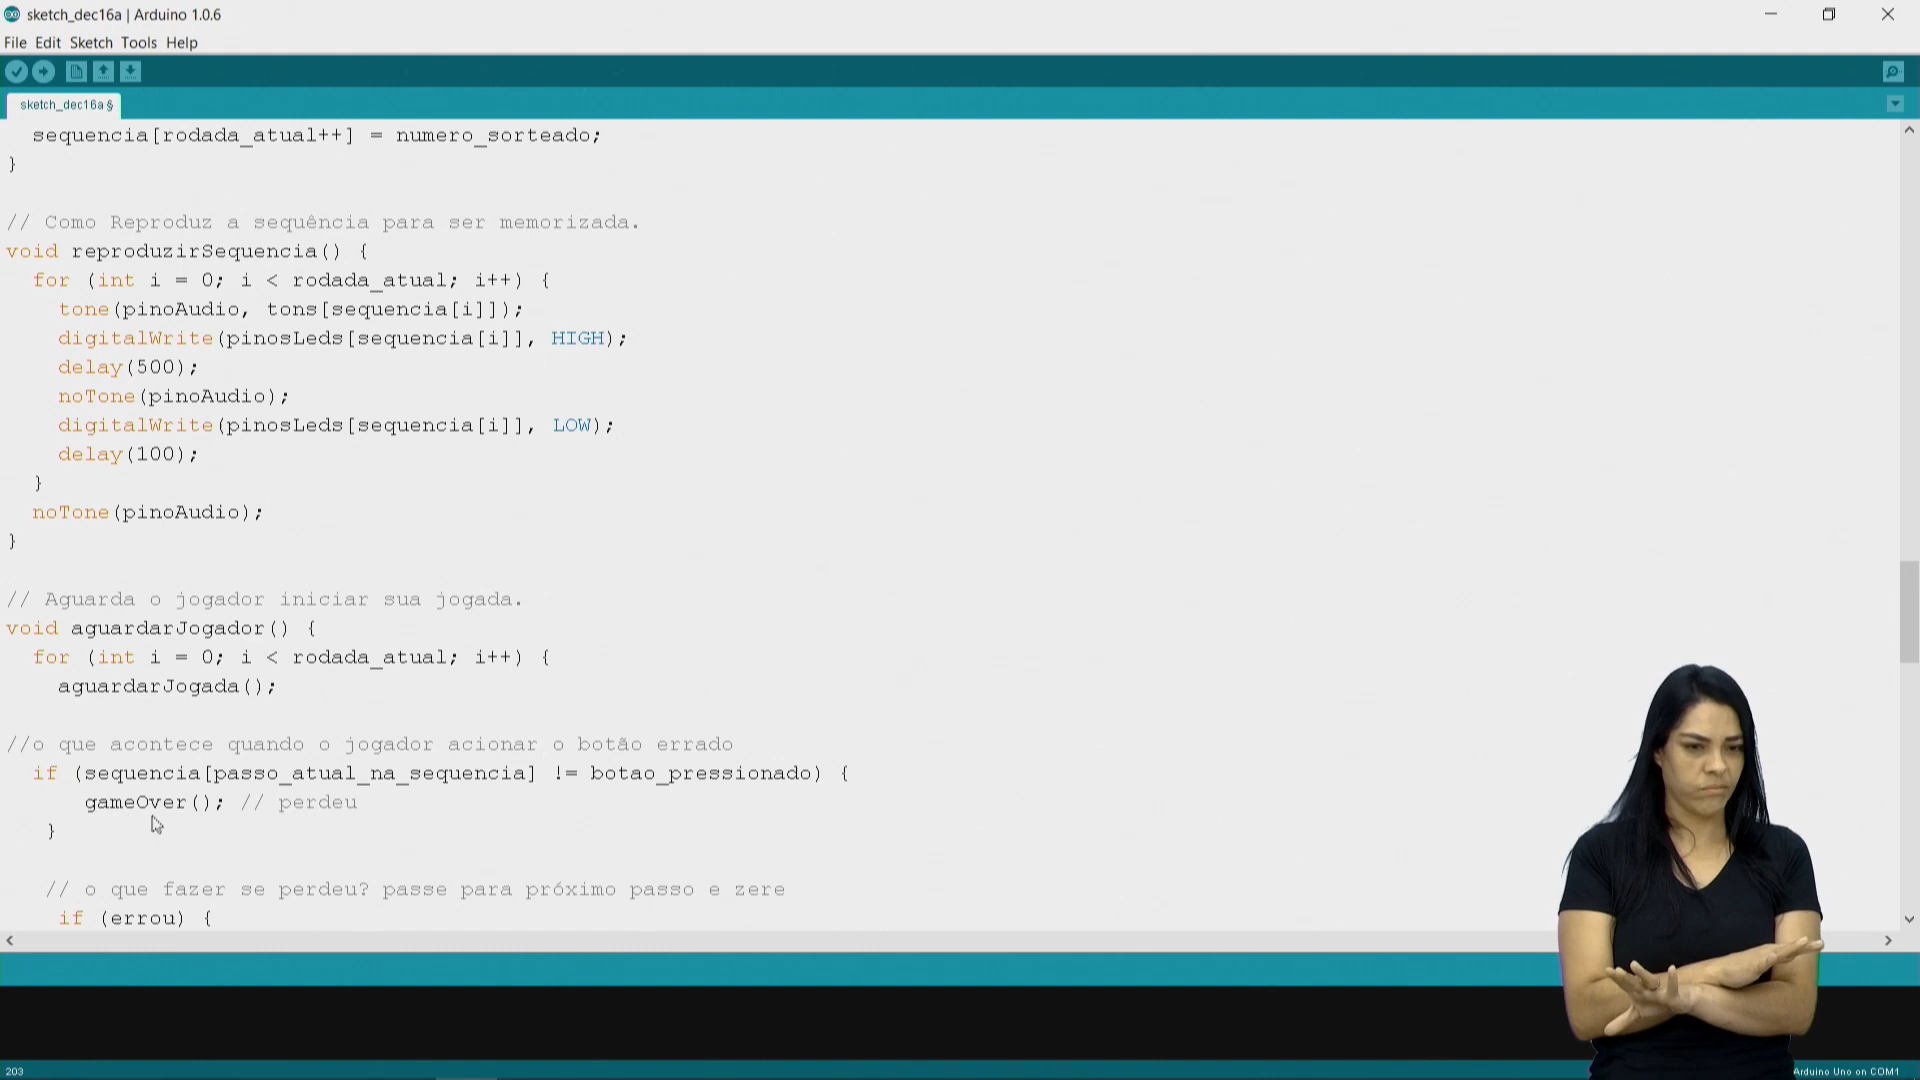 sketch_dec16a | Arduino 1.0.6
File Edit Sketch Tools Help
sketch_dec16a §
sequencia[rodada_atual++] = numero_sorteado;
}
// Como Reproduz a sequência para ser memorizada.
void reproduzirSequencia() {
for (int i = 0; i < rodada_atual; i++) {
tone(pinoAudio, tons[sequencia[i]]);
digitalWrite(pinosLeds[sequencia[i]], HIGH);
delay(500);
noTone(pinoAudio);
digitalWrite(pinosLeds[sequencia[i]], LOW);
delay(100);
}
noTone(pinoAudio);
}
// Aguarda o jogador iniciar sua jogada.
void aguardarJogador() {
for (int i = 0; i < rodada_atual; i++) {
aguardarJogada();
//o que acontece quando o jogador acionar o botão errado
if (sequencia[passo_atual_na_sequencia] != botao_pressionado) {
gameOver(); // perdeu
}
// o que fazer se perdeu? passe para próximo passo e zere
if (errou) {
203
Arduino Uno on COM1